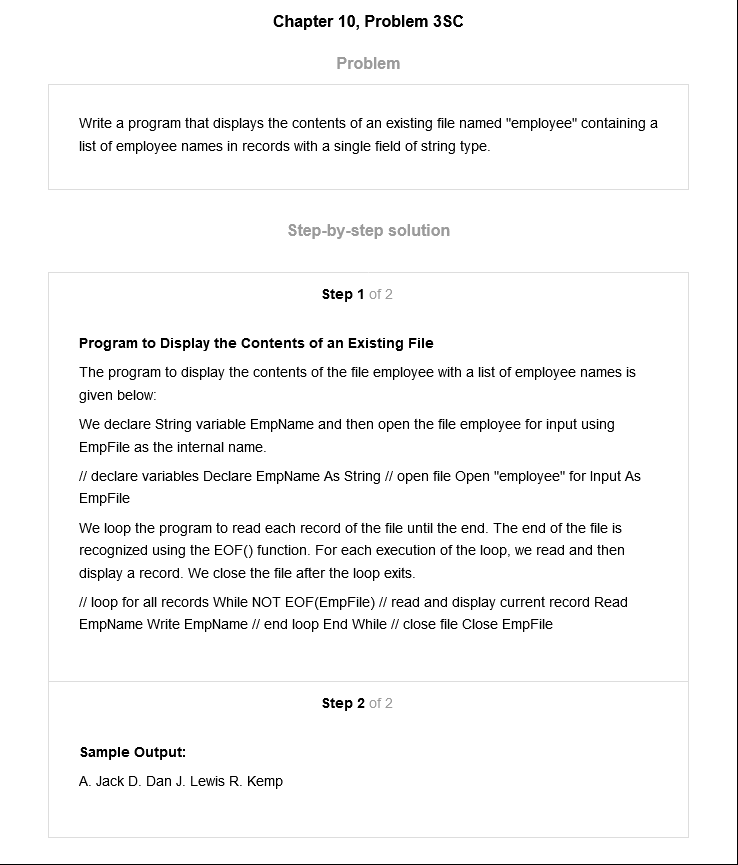 Chapter 10, Problem 3SC
Problem
Write a program that displays the contents of an existing file named "employee" containing a
list of employee names in records with a single field of string type.
Step-by-step solution
Step 1 of 2
Program to Display the Contents of an Existing File
The program to display the contents of the file employee with a list of employee names is
given below:
We declare String variable EmpName and then open the file employee for input using
EmpFile as the internal name.
// declare variables Declare EmpName As String // open file Open "employee" for Input As
EmpFile
We loop the program to read each record of the file until the end. The end of the file is
recognized using the EOF() function. For each execution of the loop, we read and then
display a record. We close the file after the loop exits.
// loop for all records While NOT EOF(EmpFile) // read and display current record Read
EmpName Write EmpName // end loop End While // close file Close EmpFile
Step 2 of 2
Sample Output:
A. Jack D. Dan J. Lewis R. Kemp